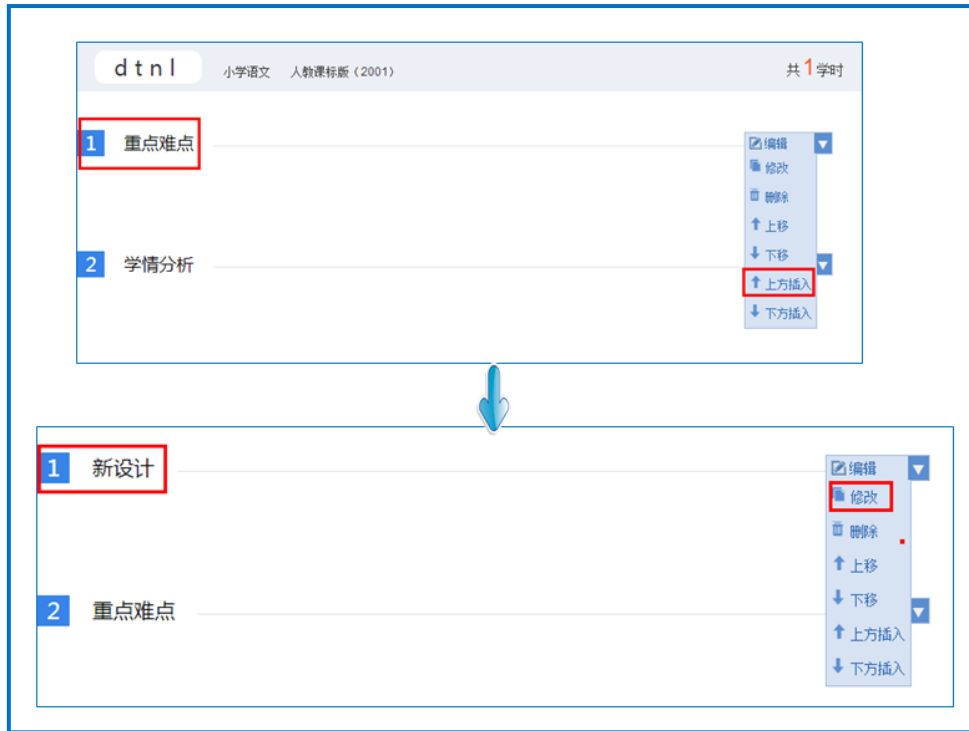 dtnl 小学语文 人教课标版（2001） 共1学时
1 重点难点
编辑
修改
删除
上移
2 学情分析
下移
上方插入
下方插入
1 新设计
编辑
修改
删除
上移
下移
2 重点难点
上方插入
下方插入